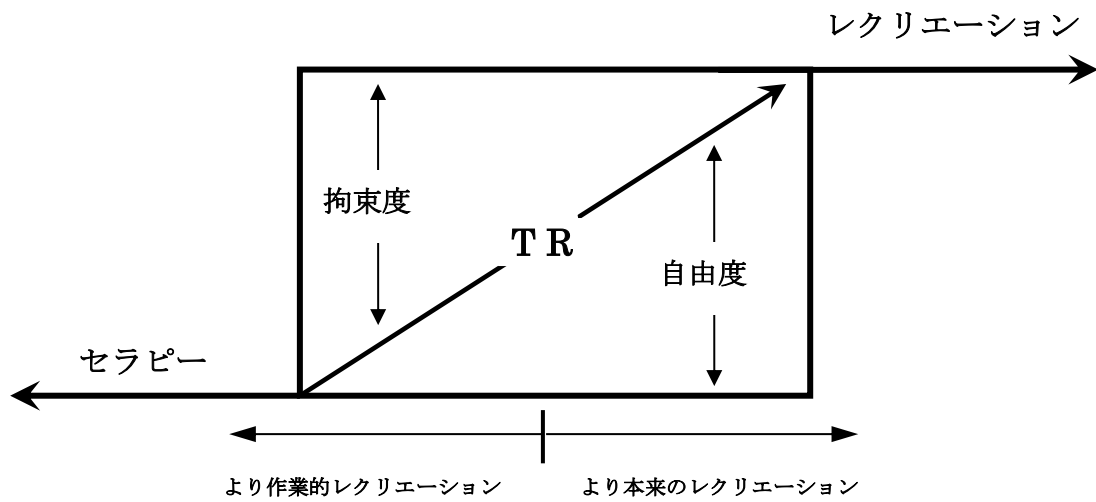 レクリエーション
拘束度
ＴＲ
自由度
セラピー
より作業的レクリエーション
より本来のレクリエーション